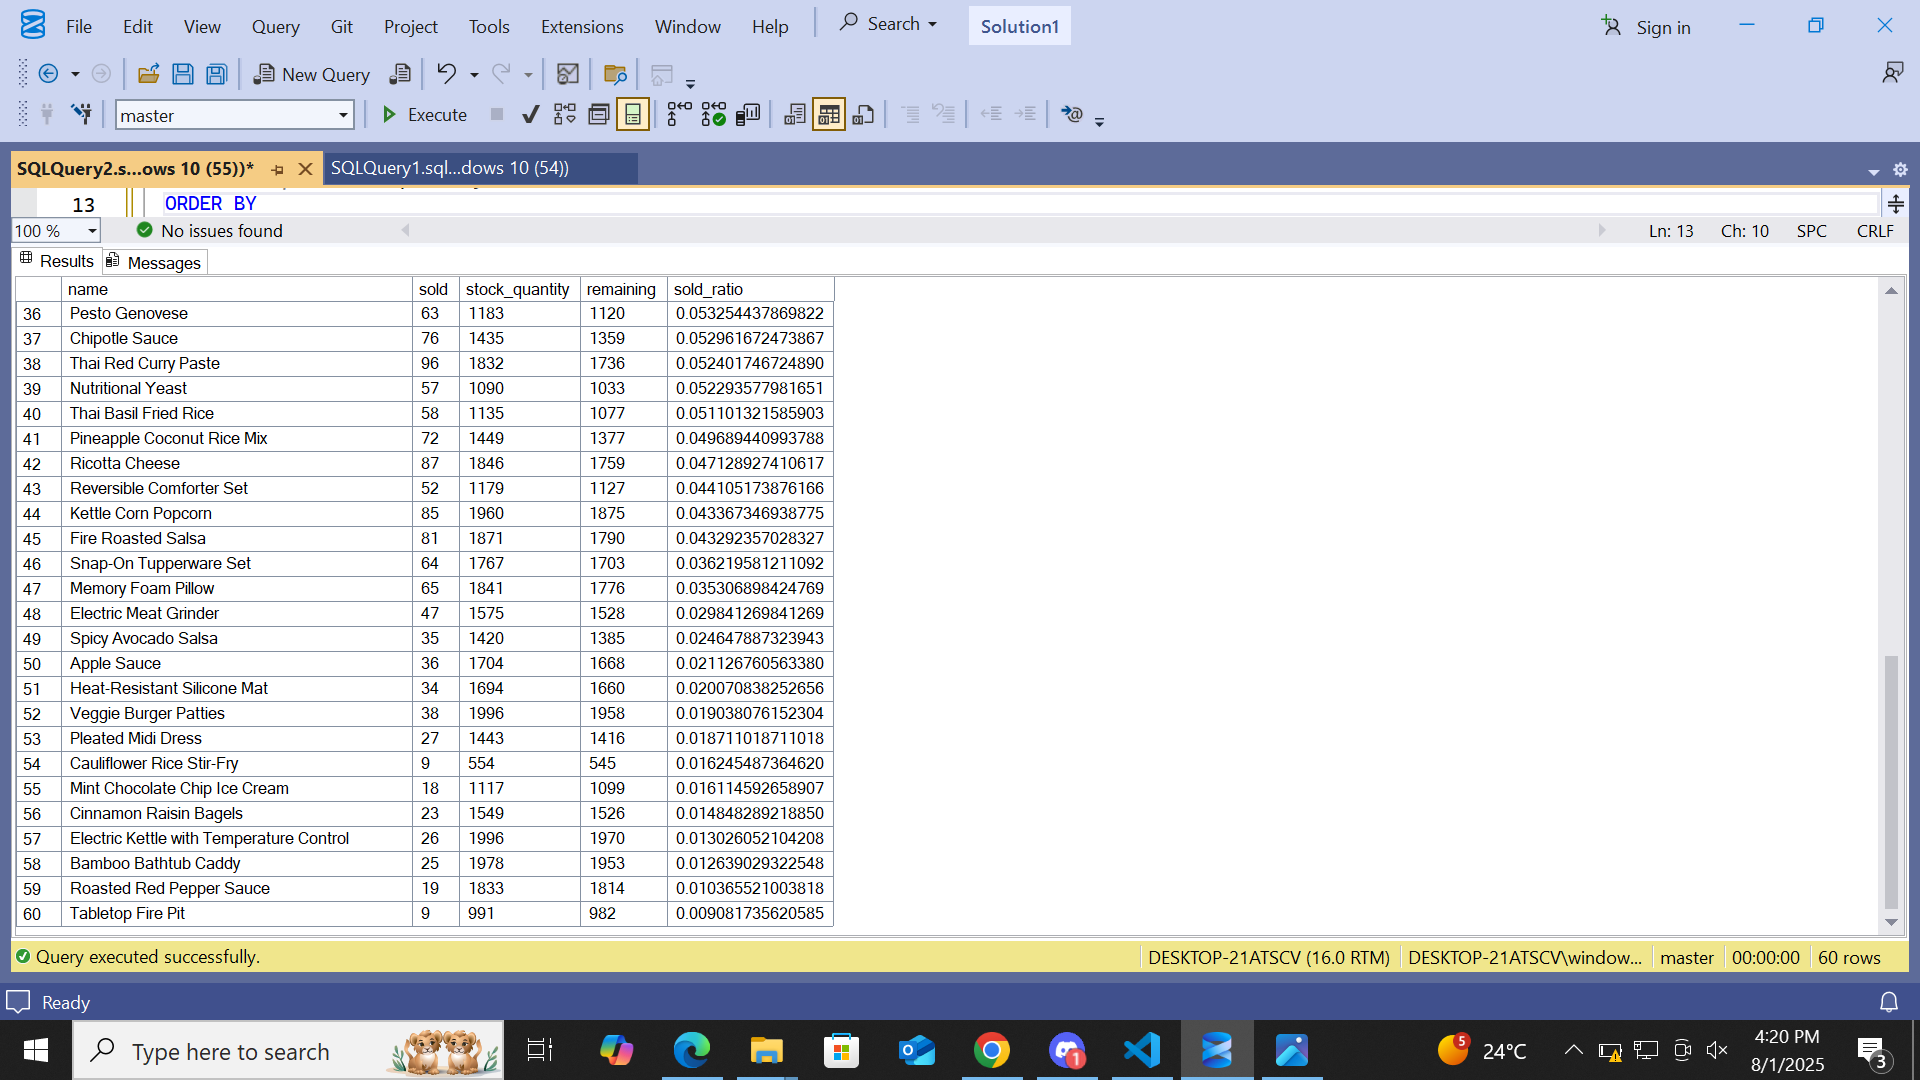 File Edit View Query Git Project Tools Extensions Window Help Search Solution1 Sign in
New Query
master Execute
SQLQuery2.s...ows 10 (55))* SQLQuery1.sql...dows 10 (54))
13 ORDER BY
100 % No issues found Ln: 13 Ch: 10 SPC CRLF
Results Messages
name sold stock_quantity remaining sold_ratio
36 Pesto Genovese 63 1183 1120 0.053254437869822
37 Chipotle Sauce 76 1435 1359 0.052961672473867
38 Thai Red Curry Paste 96 1832 1736 0.052401746724890
39 Nutritional Yeast 57 1090 1033 0.052293577981651
40 Thai Basil Fried Rice 58 1135 1077 0.051101321585903
41 Pineapple Coconut Rice Mix 72 1449 1377 0.049689440993788
42 Ricotta Cheese 87 1846 1759 0.047128927410617
43 Reversible Comforter Set 52 1179 1127 0.044105173876166
44 Kettle Corn Popcorn 85 1960 1875 0.043367346938775
45 Fire Roasted Salsa 81 1871 1790 0.043292357028327
46 Snap-On Tupperware Set 64 1767 1703 0.036219581211092
47 Memory Foam Pillow 65 1841 1776 0.035306898424769
48 Electric Meat Grinder 47 1575 1528 0.029841269841269
49 Spicy Avocado Salsa 35 1420 1385 0.024647887323943
50 Apple Sauce 36 1704 1668 0.021126760563380
51 Heat-Resistant Silicone Mat 34 1694 1660 0.020070838252656
52 Veggie Burger Patties 38 1996 1958 0.019038076152304
53 Pleated Midi Dress 27 1443 1416 0.018711018711018
54 Cauliflower Rice Stir-Fry 9 554 545 0.016245487364620
55 Mint Chocolate Chip Ice Cream 18 1117 1099 0.016114592658907
56 Cinnamon Raisin Bagels 23 1549 1526 0.014848289218850
57 Electric Kettle with Temperature Control 26 1996 1970 0.013026052104208
58 Bamboo Bathtub Caddy 25 1978 1953 0.012639029322548
59 Roasted Red Pepper Sauce 19 1833 1814 0.010365521003818
60 Tabletop Fire Pit 9 991 982 0.009081735620585
Query executed successfully. DESKTOP-21ATSCV (16.0 RTM) DESKTOP-21ATSCV\window... master 00:00:00 60 rows
Ready
Type here to search 1 5 24°C 4:20 PM
8/1/2025 3